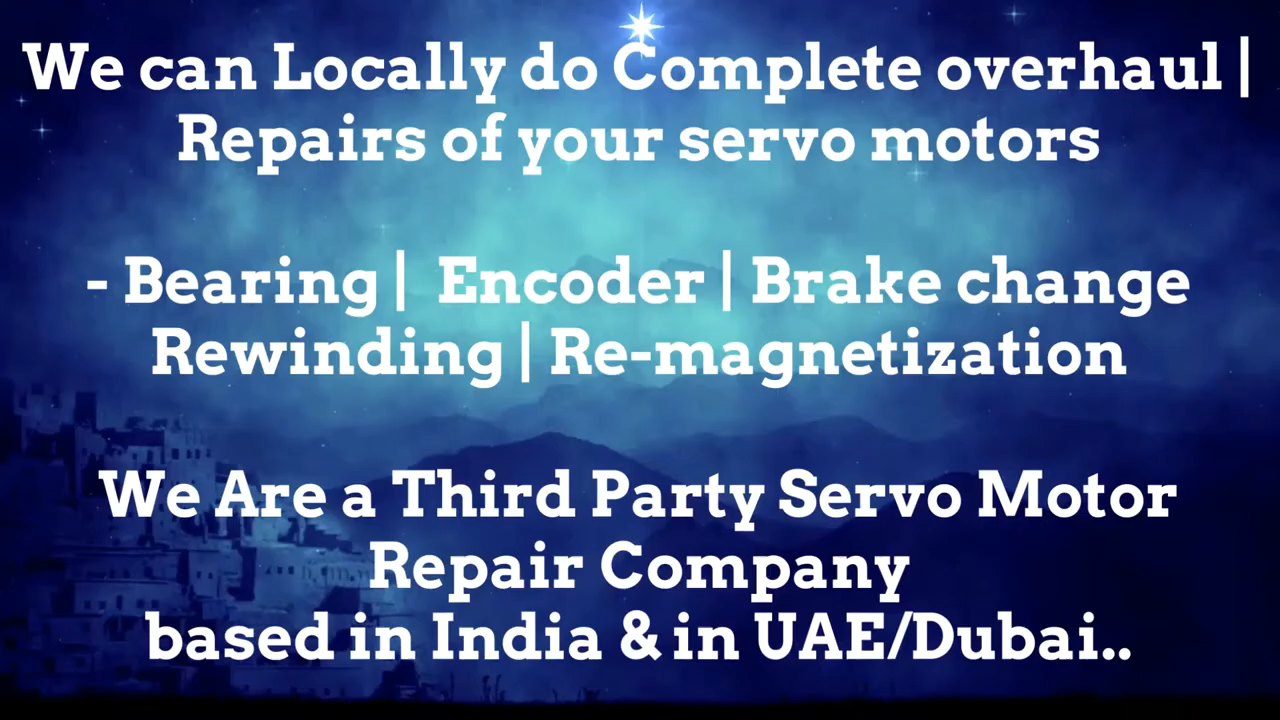 We can Locally do Complete overhaul |
Repairs of your servo motors
- Bearing | Encoder | Brake change
Rewinding | Re-magnetization
We Are a Third Party Servo Motor
Repair Company
based in India & in UAE/Dubai..